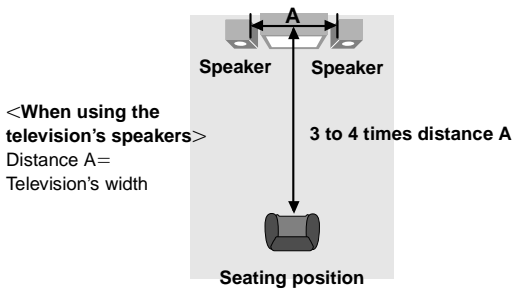 A
Speaker
Speaker
<When using the
television's speakers>
Distance A=
Television's width
3 to 4 times distance A
Seating position